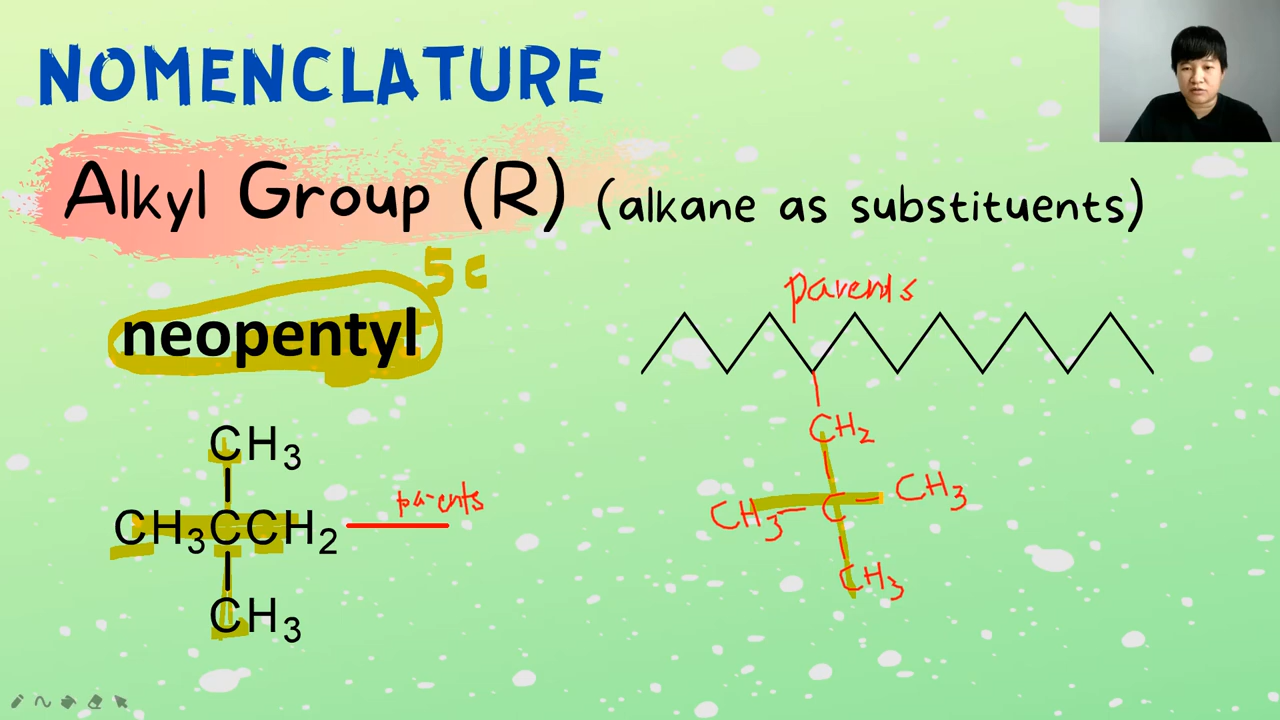 NOMENCLATURE
Alkyl Group (R) (alkane as substituents)
5C
neopentyl
parents
CH3
CH3CCH2
parents
CH3
CH2
CH3 C CH3
CH3